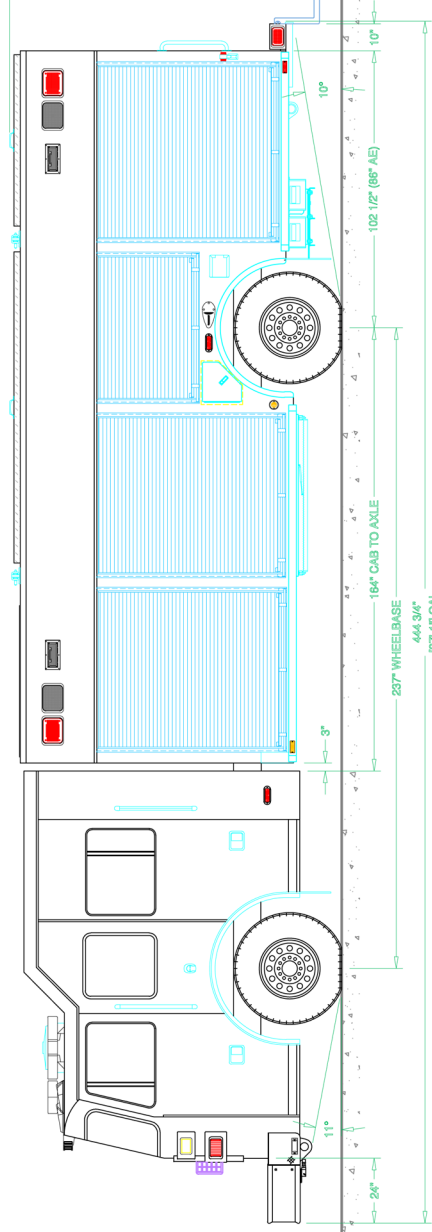 10"
102 1/2" (86" AE)
10°
164" CAB TO AXLE
237" WHEELBASE
444 3/4"
3"
11°
24"